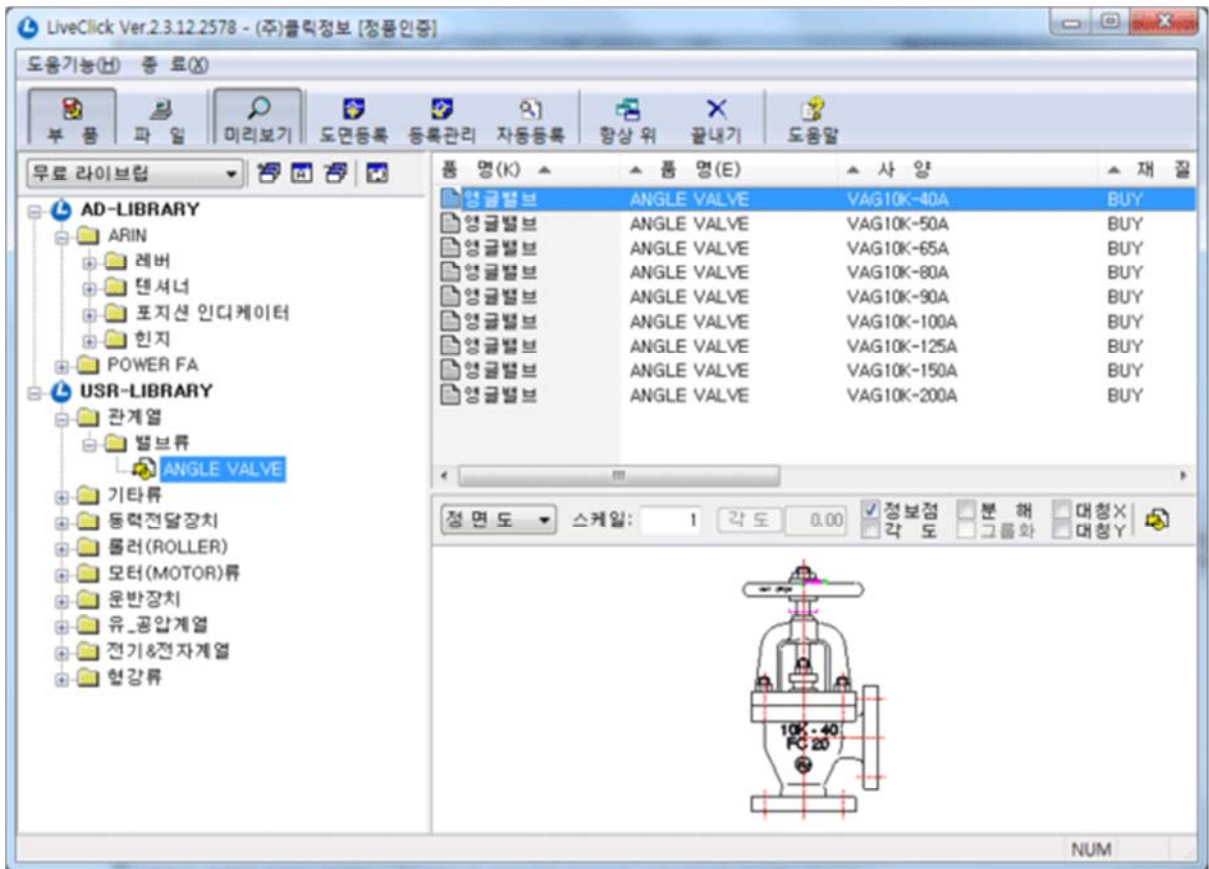 LiveClick Ver.2.3.12.2578 - (주)클릭정보 [정품인증]
도움기능(H) 종 료(X)
부 품 파 일 미리보기 도면등록 등록관리 자동등록 항상 위 끝내기 도움말
무료 라이브럽
AD-LIBRARY
ARIN
레버
텐셔너
포지션 인디케이터
힌지
POWER FA
USR-LIBRARY
관계열
밸브류
ANGLE VALVE
기타류
동력전달장치
롤러(ROLLER)
모터(MOTOR)류
운반장치
유_공압계열
전기&전자계열
형강류
품 명(K) 품 명(E) 사 양 재 질
앵글밸브 ANGLE VALVE VAG10K-40A BUY
앵글밸브 ANGLE VALVE VAG10K-50A BUY
앵글밸브 ANGLE VALVE VAG10K-65A BUY
앵글밸브 ANGLE VALVE VAG10K-80A BUY
앵글밸브 ANGLE VALVE VAG10K-90A BUY
앵글밸브 ANGLE VALVE VAG10K-100A BUY
앵글밸브 ANGLE VALVE VAG10K-125A BUY
앵글밸브 ANGLE VALVE VAG10K-150A BUY
앵글밸브 ANGLE VALVE VAG10K-200A BUY
정 면 도 스케일: 1 각 도 0.00 정보점 분 해 대칭X
각 도 그룹화 대칭Y
10K-40
FC 20
NUM